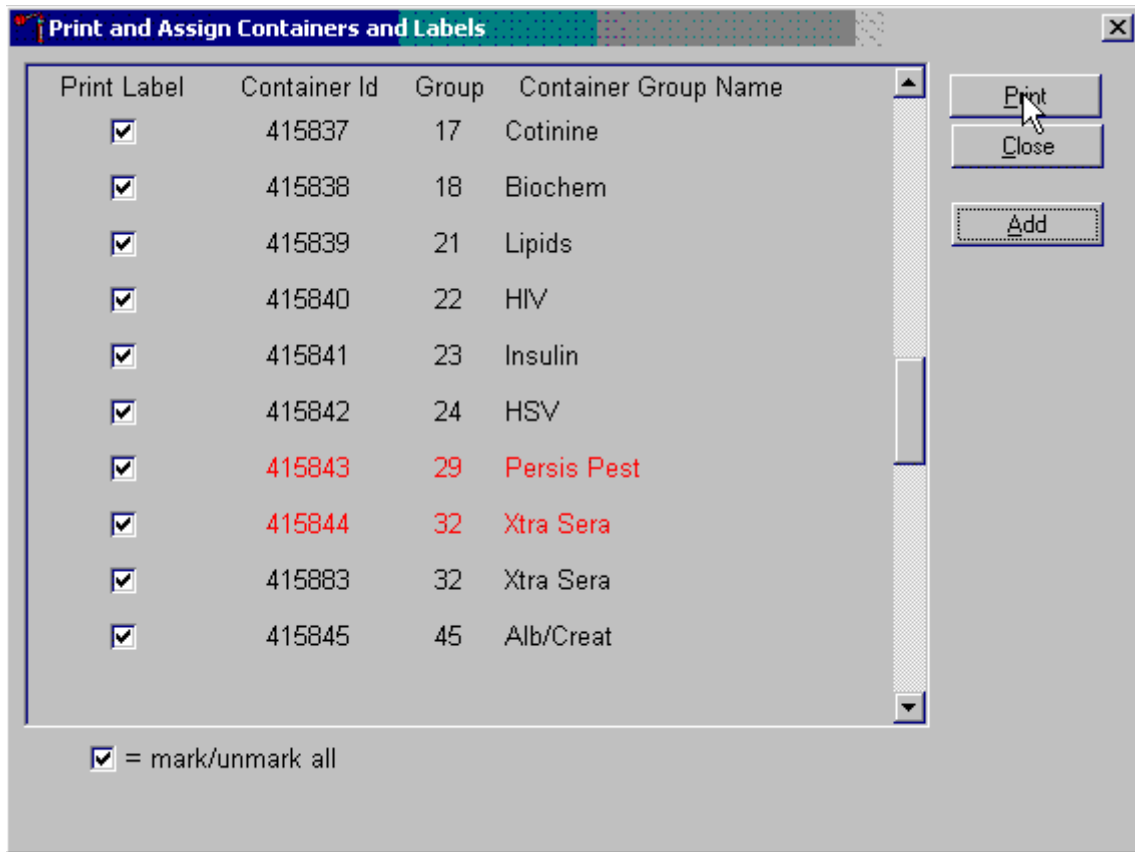 Print and Assign Containers and Labels
Print Label Container Id Group Container Group Name
415837 17 Cotinine
415838 18 Biochem
415839 21 Lipids
415840 22 HIV
415841 23 Insulin
415842 24 HSV
415843 29 Persis Pest
415844 32 Xtra Sera
415883 32 Xtra Sera
415845 45 Alb/Creat
= mark/unmark all
Print
Close
Add